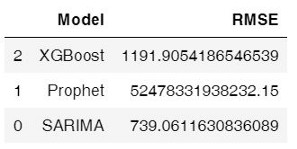 Model RMSE
2 XGBoost 1191.9054186546539
1 Prophet 52478331938232.15
0 SARIMA 739.0611630836089